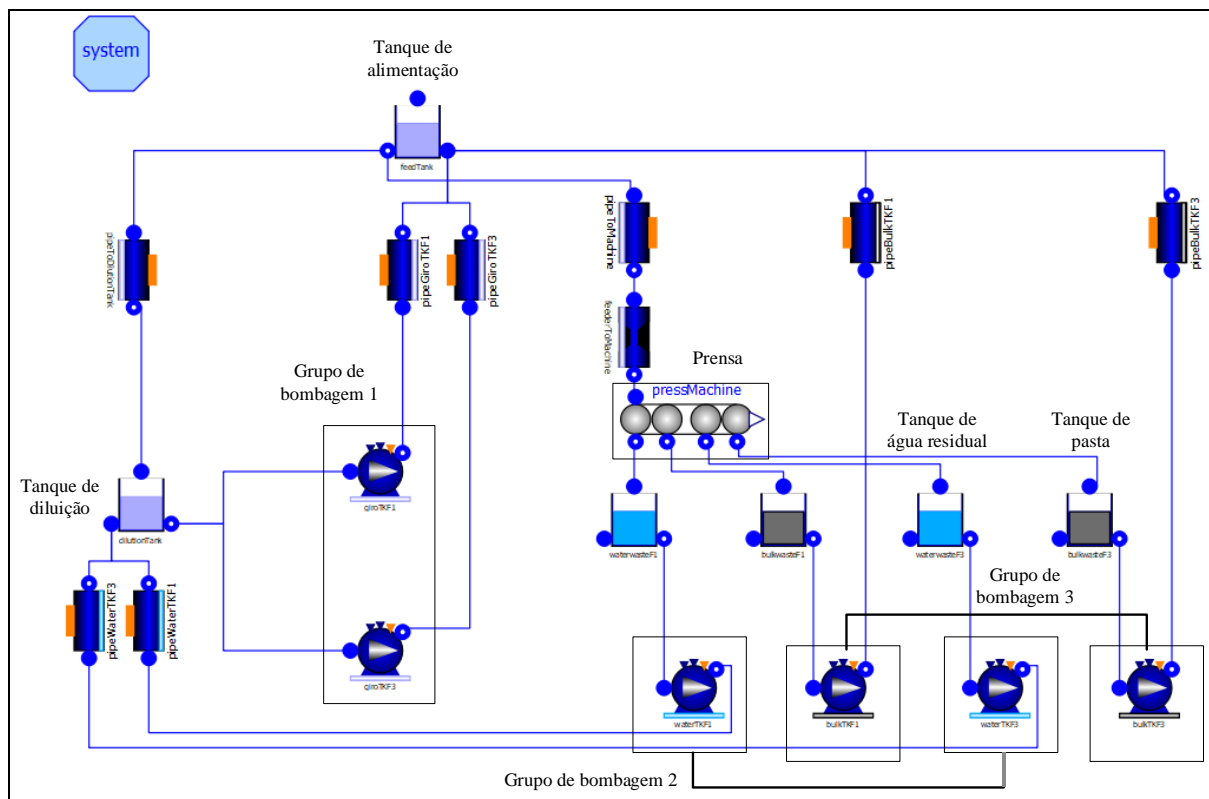 system
Tanque de
alimentação
feedTank
pipeToDilutionTank
pipeGiroTKF1
pipeGiroTKF3
pipeToMachine
pipeBulkTKF1
pipeBulkTKF3
feederToMachine
Prensa
pressMachine
Grupo de
bombagem 1
Tanque de
água residual
Tanque de
pasta
Tanque de
diluição
dilutionTank
giroTKF1
waterwasteF1
bulkwasteF1
waterwasteF3
bulkwasteF3
Grupo de
bombagem 3
pipeWaterTKF3
pipeWaterTKF1
giroTKF3
waterTKF1
bulkTKF1
waterTKF3
bulkTKF3
Grupo de bombagem 2